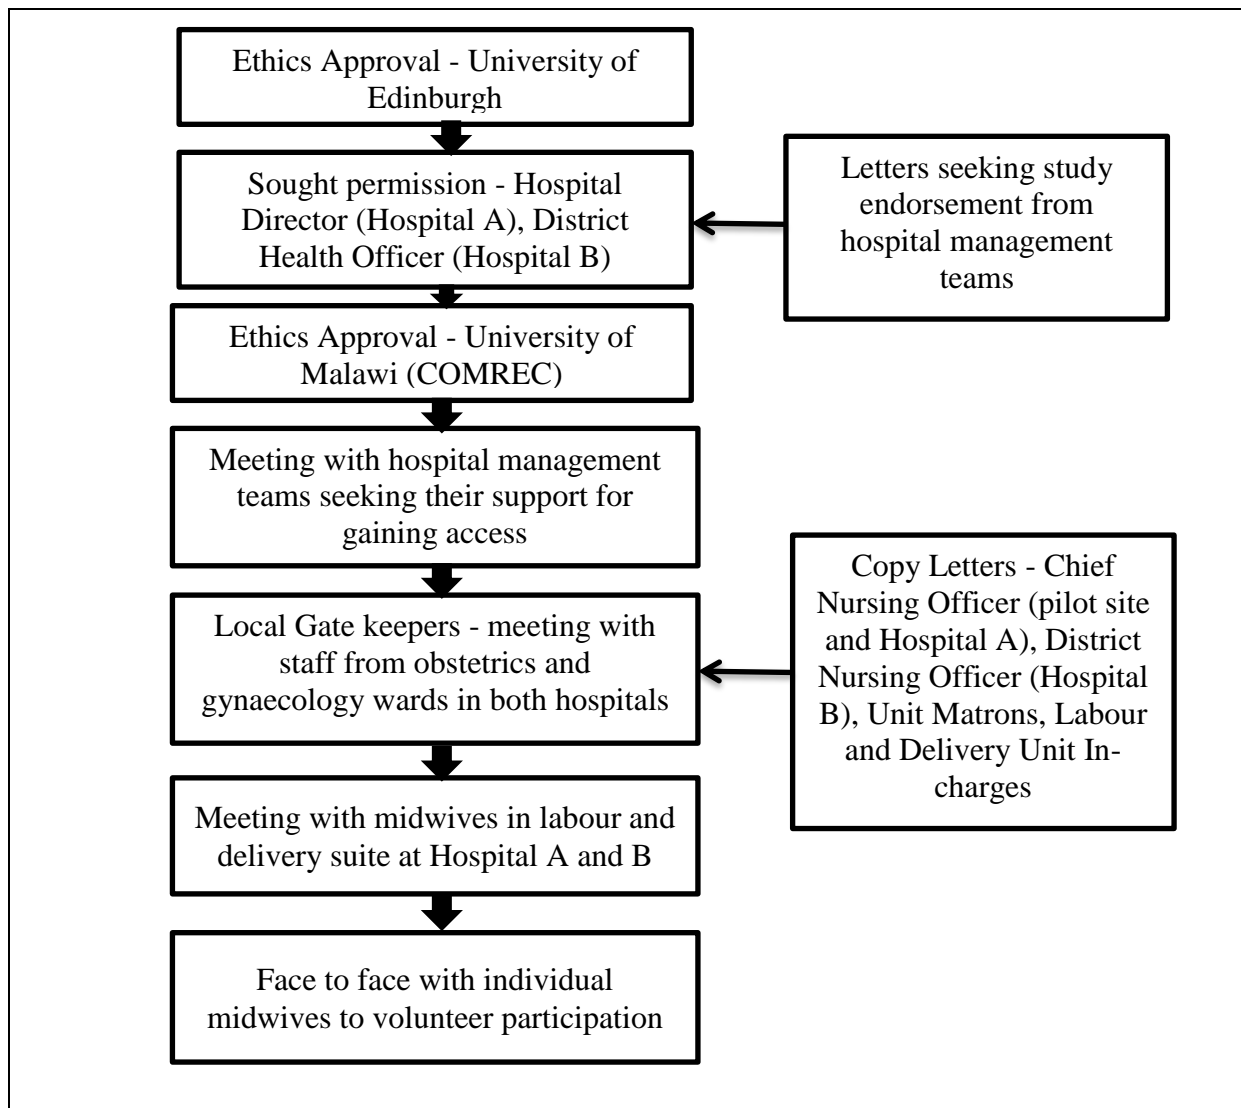 Ethics Approval - University of
Edinburgh
Sought permission - Hospital
Director (Hospital A), District
Health Officer (Hospital B)
Letters seeking study
endorsement from
hospital management
teams
Ethics Approval - University of
Malawi (COMREC)
Meeting with hospital management
teams seeking their support for
gaining access
Local Gate keepers - meeting with
staff from obstetrics and
gynaecology wards in both hospitals
Copy Letters - Chief
Nursing Officer (pilot site
and Hospital A), District
Nursing Officer (Hospital
B), Unit Matrons, Labour
and Delivery Unit In-
charges
Meeting with midwives in labour and
delivery suite at Hospital A and B
Face to face with individual
midwives to volunteer participation